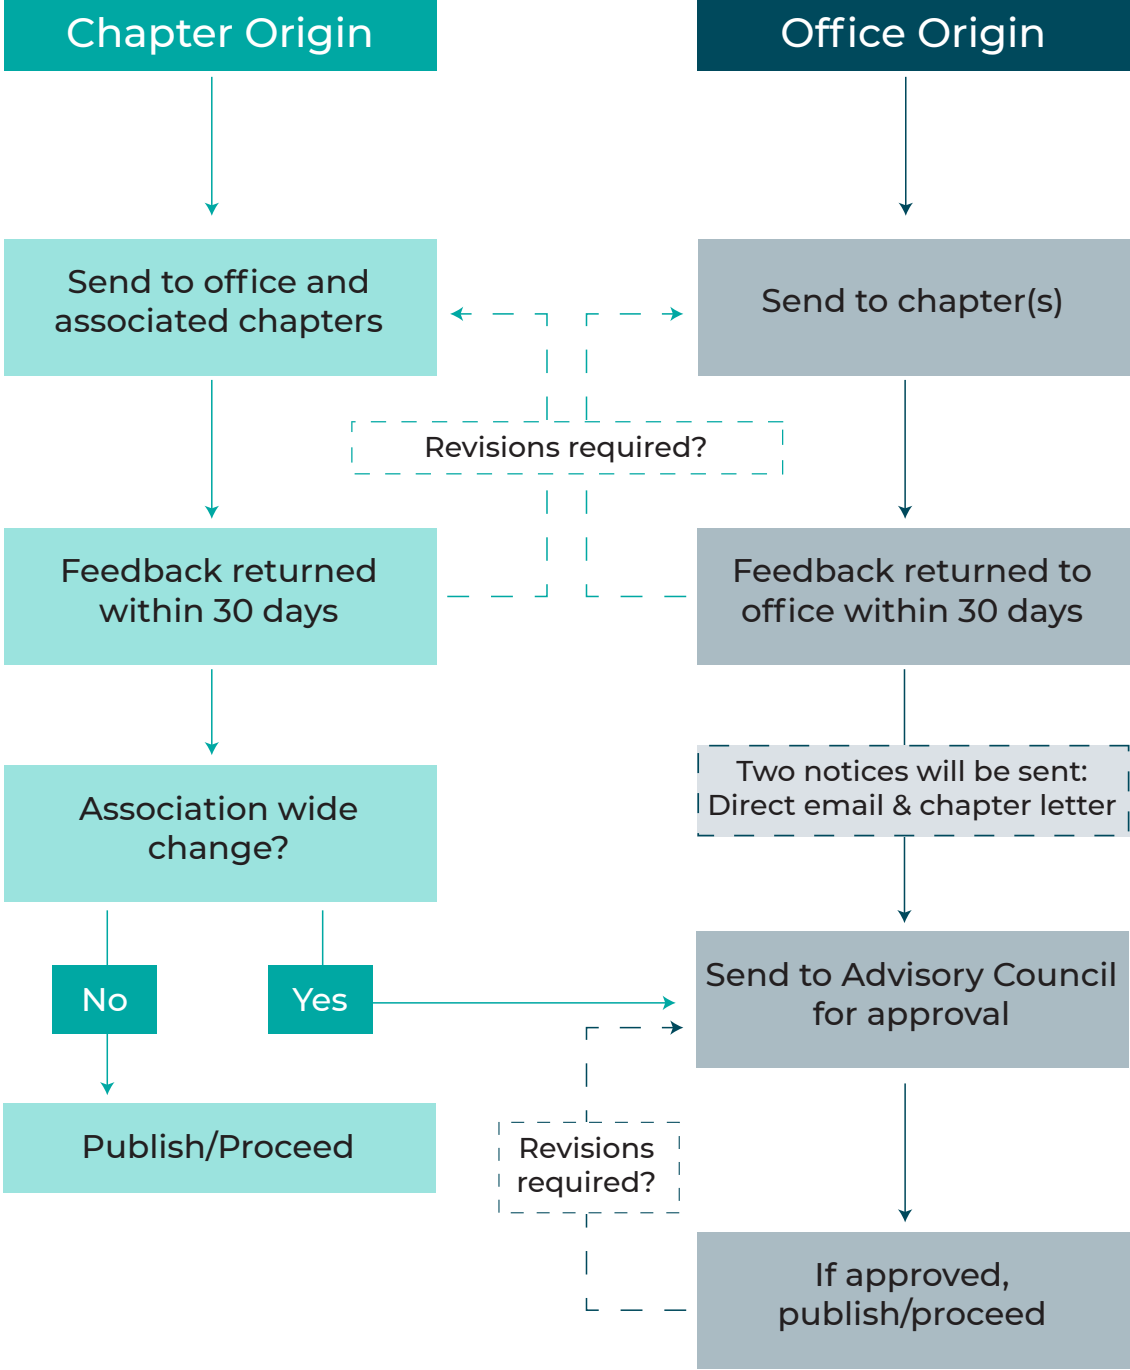 Chapter Origin
Office Origin
Send to office and
associated chapters
Send to chapter(s)
Revisions required?
Feedback returned
within 30 days
Feedback returned to
office within 30 days
Two notices will be sent:
Direct email & chapter letter
Association wide
change?
No
Yes
Send to Advisory Council
for approval
Publish/Proceed
Revisions
required?
If approved,
publish/proceed